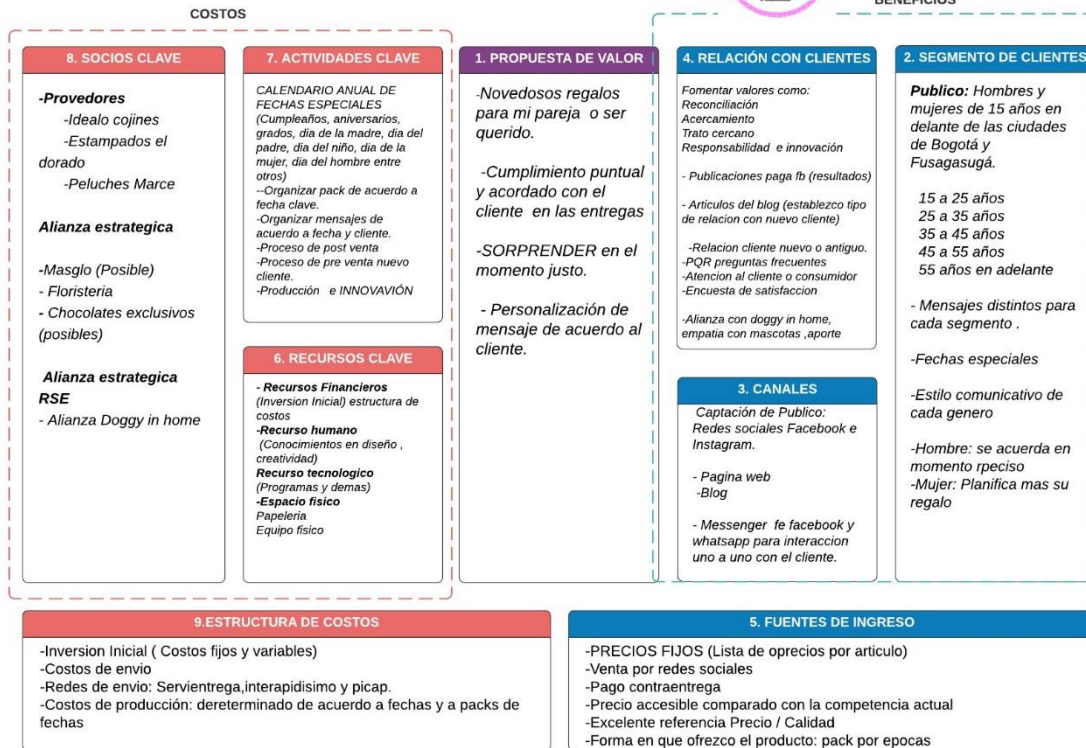 COSTOS
BENEFICIOS
8. SOCIOS CLAVE
-Provedores
-Idealo cojines
-Estampados el
dorado
-Peluches Marce
Alianza estrategica
-Masglo (Posible)
- Floristeria
- Chocolates exclusivos
(posibles)
Alianza estrategica
RSE
- Alianza Doggy in home
7. ACTIVIDADES CLAVE
CALENDARIO ANUAL DE
FECHAS ESPECIALES
(Cumpleaños, aniversarios,
grados, dia de la madre, dia del
padre, dia del niño, dia de la
mujer, dia del hombre entre
otros)
--Organizar pack de acuerdo a
fecha clave.
-Organizar mensajes de
acuerdo a fecha y cliente.
-Proceso de post venta
-Proceso de pre venta nuevo
cliente.
-Producción e INNOVAVIÓN
6. RECURSOS CLAVE
- Recursos Financieros
(Inversion Inicial) estructura de
costos
-Recurso humano
(Conocimientos en diseño ,
creatividad)
Recurso tecnologico
(Programas y demas)
-Espacio fisico
Papeleria
Equipo fisico
1. PROPUESTA DE VALOR
-Novedosos regalos
para mi pareja o ser
querido.
-Cumplimiento puntual
y acordado con el
cliente en las entregas
-SORPRENDER en el
momento justo.
- Personalización de
mensaje de acuerdo al
cliente.
4. RELACIÓN CON CLIENTES
Fomentar valores como:
Reconciliación
Acercamiento
Trato cercano
Responsabilidad e innovación
- Publicaciones paga fb (resultados)
- Articulos del blog (establezco tipo
de relacion con nuevo cliente)
-Relacion cliente nuevo o antiguo.
-PQR preguntas frecuentes
-Atencion al cliente o consumidor
-Encuesta de satisfaccion
-Alianza con doggy in home,
empatia con mascotas ,aporte
3. CANALES
Captación de Publico:
Redes sociales Facebook e
Instagram.
- Pagina web
-Blog
- Messenger fe facebook y
whatsapp para interaccion
uno a uno con el cliente.
2. SEGMENTO DE CLIENTES
Publico: Hombres y
mujeres de 15 años en
delante de las ciudades
de Bogotá y
Fusagasugá.
15 a 25 años
25 a 35 años
35 a 45 años
45 a 55 años
55 años en adelante
- Mensajes distintos para
cada segmento .
-Fechas especiales
-Estilo comunicativo de
cada genero
-Hombre: se acuerda en
momento rpeciso
-Mujer: Planifica mas su
regalo
9.ESTRUCTURA DE COSTOS
-Inversion Inicial ( Costos fijos y variables)
-Costos de envio
-Redes de envio: Servientrega,interapidisimo y picap.
-Costos de producción: dereterminado de acuerdo a fechas y a packs de
fechas
5. FUENTES DE INGRESO
-PRECIOS FIJOS (Lista de oprecios por articulo)
-Venta por redes sociales
-Pago contraentrega
-Precio accesible comparado con la competencia actual
-Excelente referencia Precio / Calidad
-Forma en que ofrezco el producto: pack por epocas